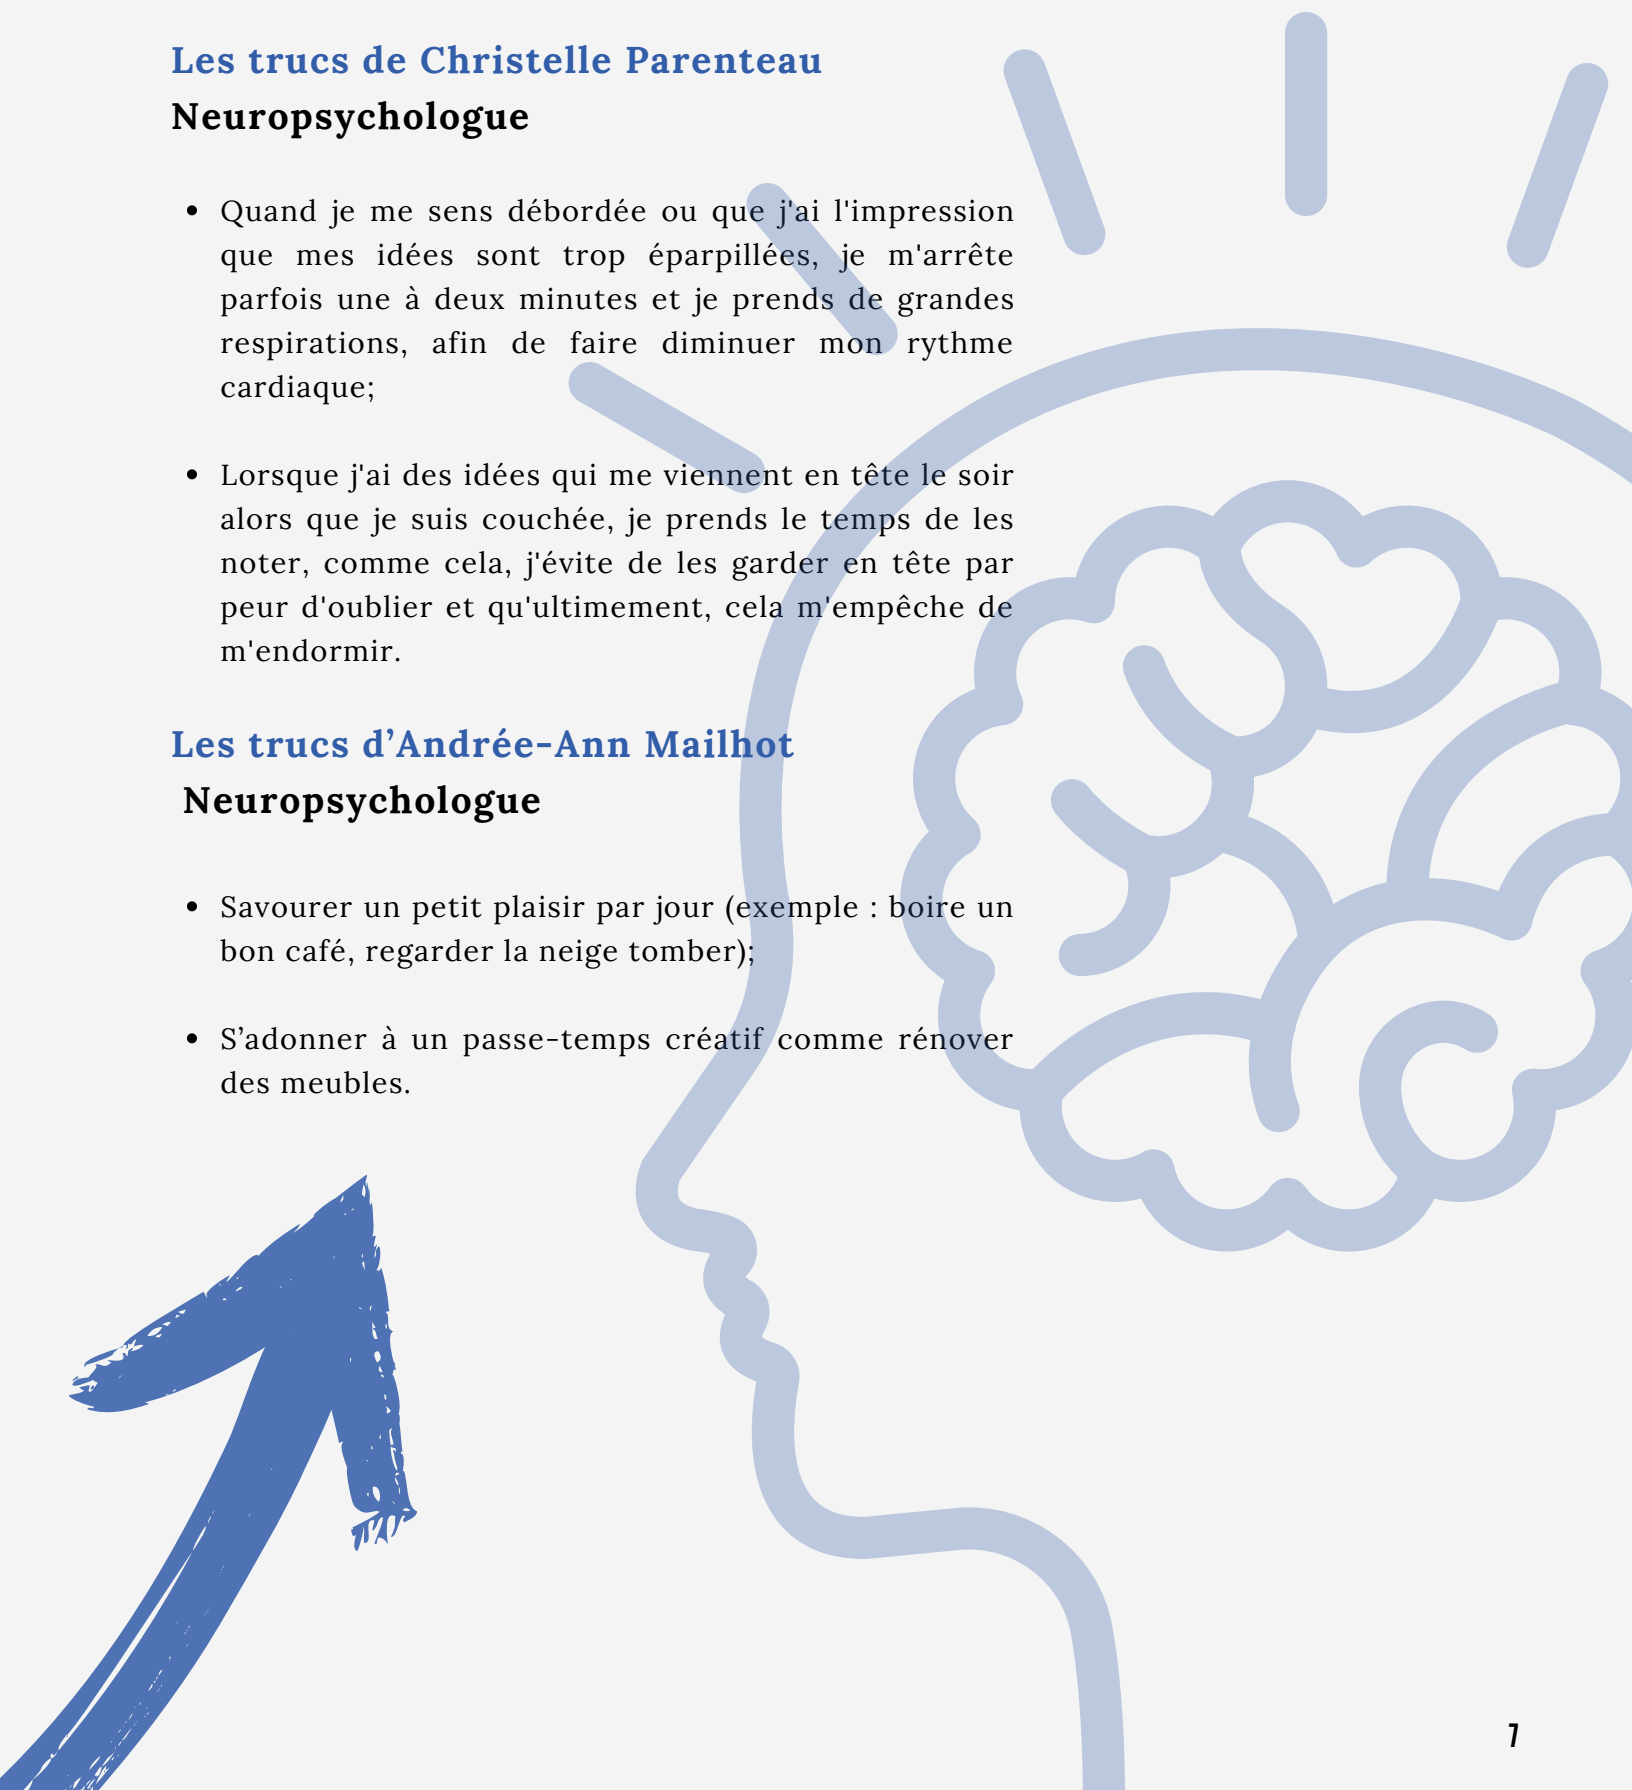 Les trucs de Christelle Parenteau
Neuropsychologue
• Quand je me sens débordée ou que j'ai l'impression
que mes idées sont trop éparpillées, je m'arrête
parfois une à deux minutes et je prends de grandes
respirations, afin de faire diminuer mon rythme
cardiaque;
• Lorsque j'ai des idées qui me viennent en tête le soir
alors que je suis couchée, je prends le temps de les
noter, comme cela, j'évite de les garder en tête par
peur d'oublier et qu'ultimement, cela m'empêche de
m'endormir.
Les trucs d’Andrée-Ann Mailhot
Neuropsychologue
• Savourer un petit plaisir par jour (exemple : boire un
bon café, regarder la neige tomber);
• S’adonner à un passe-temps créatif comme rénover
des meubles.
7